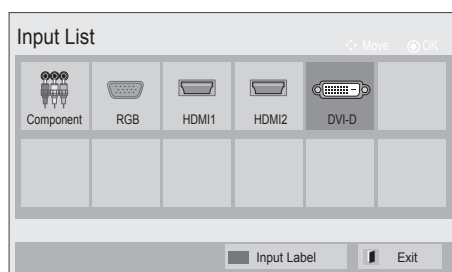 Input List
Move OK
Component RGB HDMI1 HDMI2 DVI-D
Input Label Exit